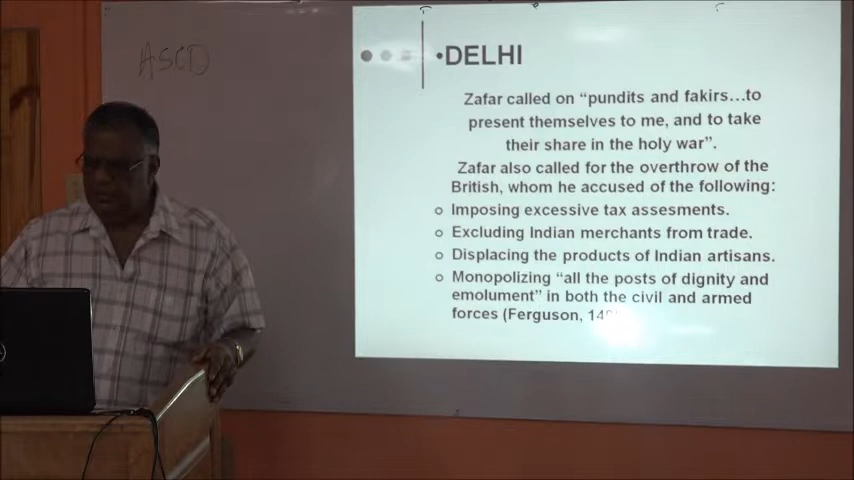 ASCD
•DELHI
Zafar called on “pundits and fakirs…to
present themselves to me, and to take
their share in the holy war”.
Zafar also called for the overthrow of the
British, whom he accused of the following:
Imposing excessive tax assesments.
Excluding Indian merchants from trade.
Displacing the products of Indian artisans.
Monopolizing “all the posts of dignity and
emolument” in both the civil and armed
forces (Ferguson,